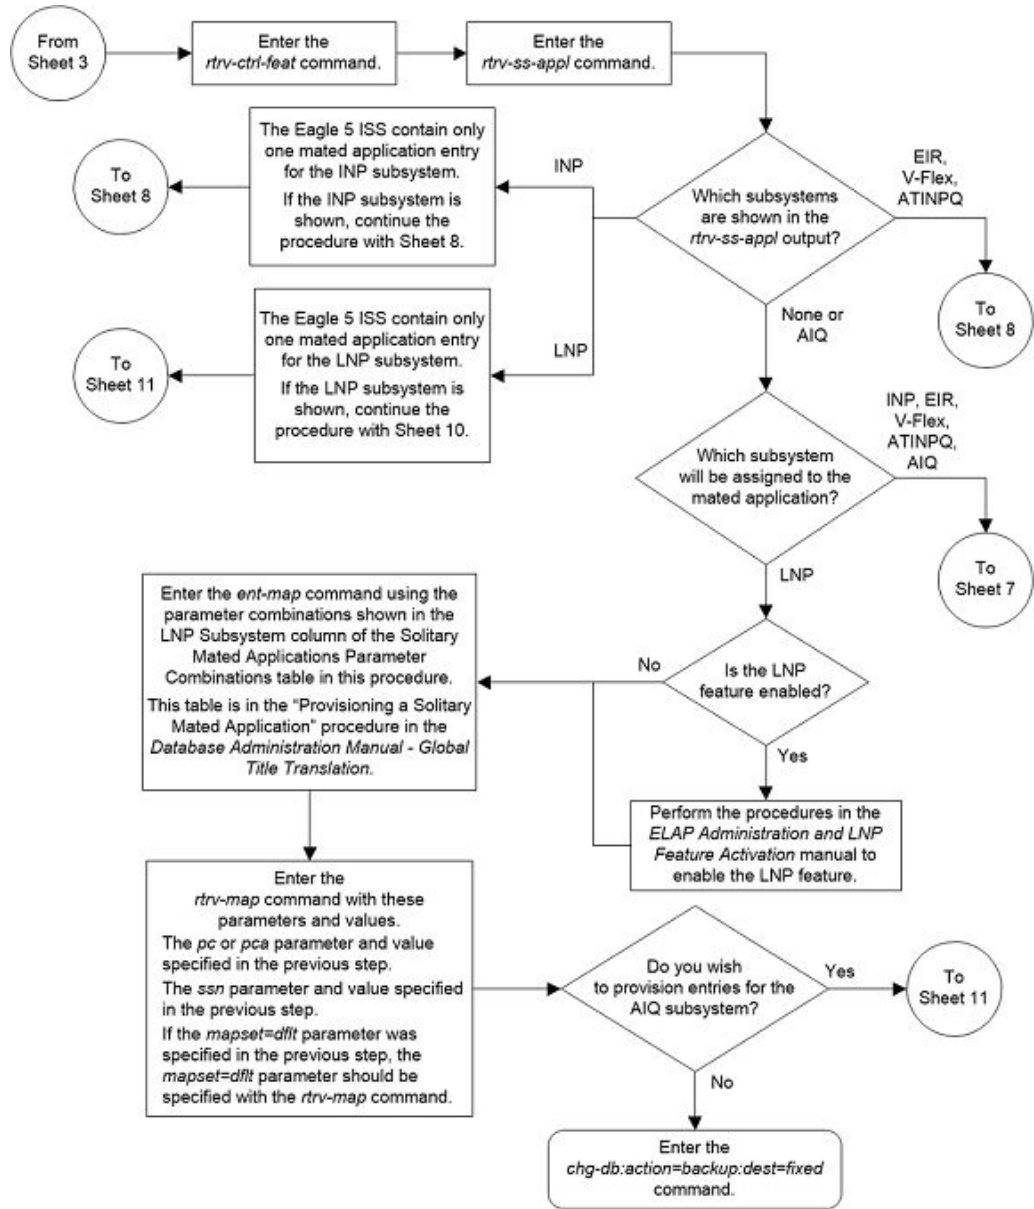 From
Sheet 3
Enter the
rtrv-ctrl-feat command.
Enter the
rtrv-ss-appl command.
The Eagle 5 ISS contain only
one mated application entry
for the INP subsystem.
If the INP subsystem is
shown, continue the
procedure with Sheet 8.
To
Sheet 8
INP
Which subsystems
are shown in the
rtrv-ss-appl output?
EIR,
V-Flex,
ATINPQ
To
Sheet 8
None or
AIQ
The Eagle 5 ISS contain only
one mated application entry
for the LNP subsystem.
If the LNP subsystem is
shown, continue the
procedure with Sheet 10.
To
Sheet 11
LNP
Which subsystem
will be assigned to the
mated application?
INP, EIR,
V-Flex,
ATINPQ,
AIQ
To
Sheet 7
LNP
Is the LNP
feature enabled?
No
Yes
Enter the ent-map command using the
parameter combinations shown in the
LNP Subsystem column of the Solitary
Mated Applications Parameter
Combinations table in this procedure.
This table is in the “Provisioning a Solitary
Mated Application” procedure in the
Database Administration Manual - Global
Title Translation.
Perform the procedures in the
ELAP Administration and LNP
Feature Activation manual to
enable the LNP feature.
Enter the
rtrv-map command with these
parameters and values.
The pc or pca parameter and value
specified in the previous step.
The ssn parameter and value specified
in the previous step.
If the mapset=dflt parameter was
specified in the previous step, the
mapset=dflt parameter should be
specified with the rtrv-map command.
Do you wish
to provision entries for the
AIQ subsystem?
Yes
To
Sheet 11
No
Enter the
chg-db:action=backup:dest=fixed
command.